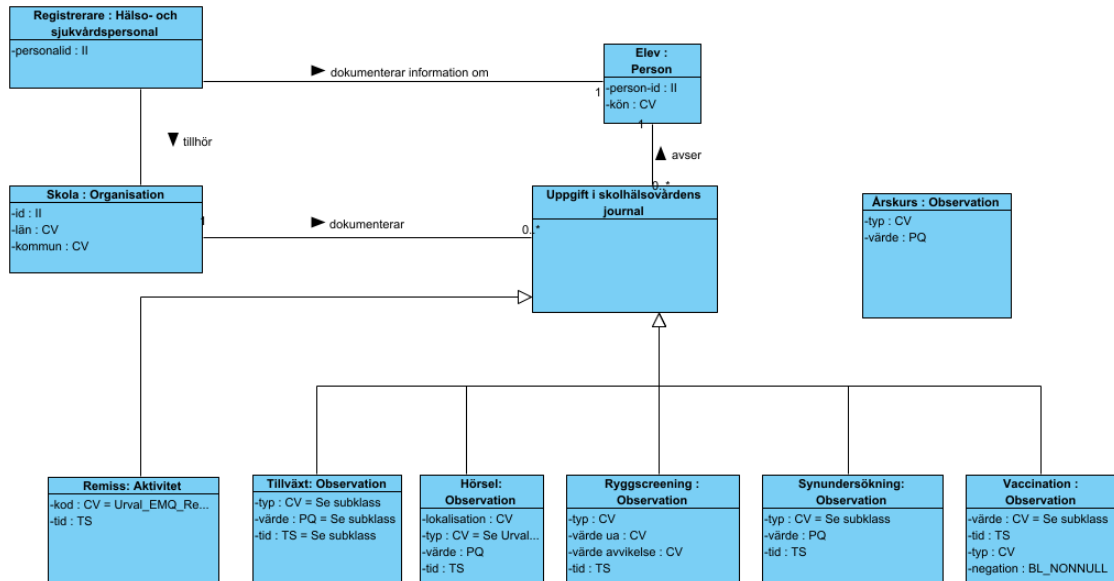 Registrerare : Hälso- och
sjukvårdspersonal
-personalid : II
dokumenterar information om
1
Elev :
Person
-person-id : II
-kön : CV
1
tillhör
avser
0..*
Skola : Organisation
-id : II
-län : CV
-kommun : CV
1
dokumenterar
0..*
Uppgift i skolhälsovårdens
journal
Årskurs : Observation
-typ : CV
-värde : PQ
Remiss: Aktivitet
-kod : CV = Urval_EMQ_Re...
-tid : TS
Tillväxt: Observation
-typ : CV = Se subklass
-värde : PQ = Se subklass
-tid : TS = Se subklass
Hörsel:
Observation
-lokalisation : CV
-typ : CV = Se Urval...
-värde : PQ
-tid : TS
Ryggscreening :
Observation
-typ : CV
-värde ua : CV
-värde avvikelse : CV
-tid : TS
Synundersökning:
Observation
-typ : CV = Se subklass
-värde : PQ
-tid : TS
Vaccination :
Observation
-värde : CV = Se subklass
-tid : TS
-typ : CV
-negation : BL_NONNULL